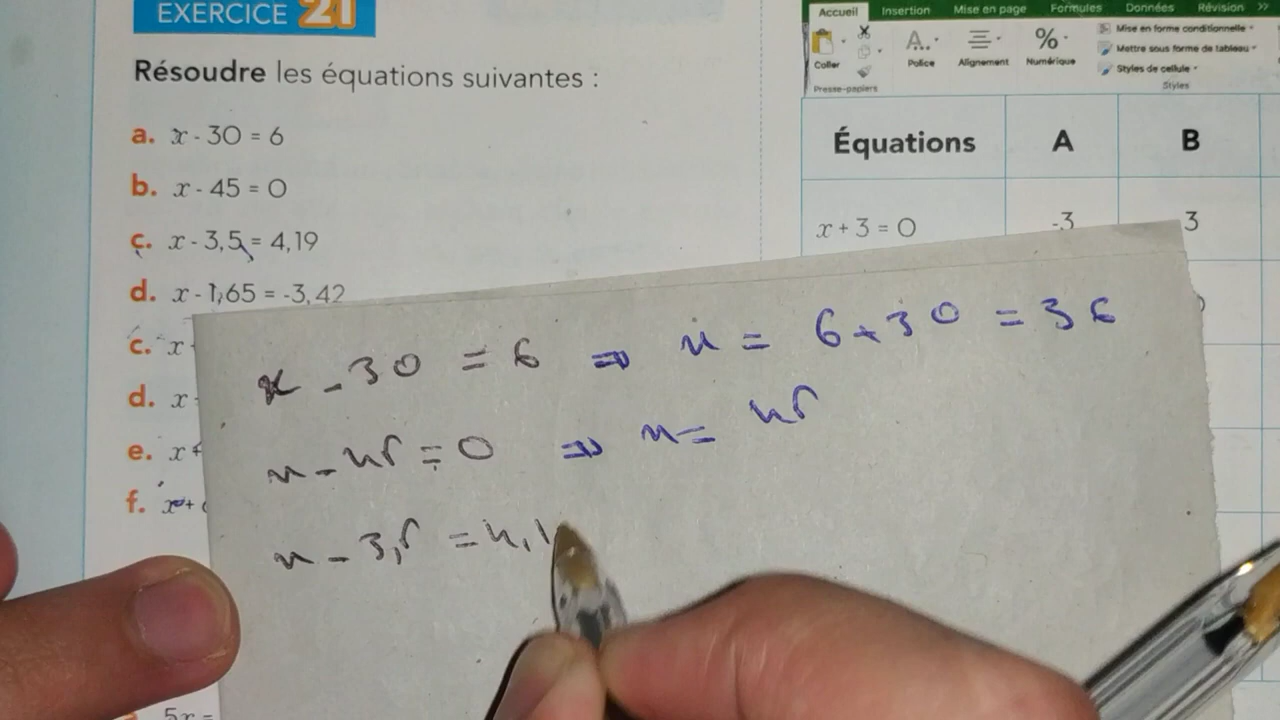 EXERCICE 21
Résoudre les équations suivantes :
a. x - 30 = 6
b. x - 45 = 0
c. x - 3,5 = 4,19
d. x - 1,65 = -3,42
c. x
d. x
e. x +
f. x +
5x =
Accueil Insertion Mise en page Formules Données Révision >>
Coller Police Alignement Numérique
Mise en forme conditionnelle
Mettre sous forme de tableau
Styles de cellule
Presse-papiers Styles
Équations A B
x + 3 = 0 -3 3
x - 30 = 6 ⇒ x = 6 + 30 = 36
x - 45 = 0 ⇒ x = 45
x - 3,5 = 4,1